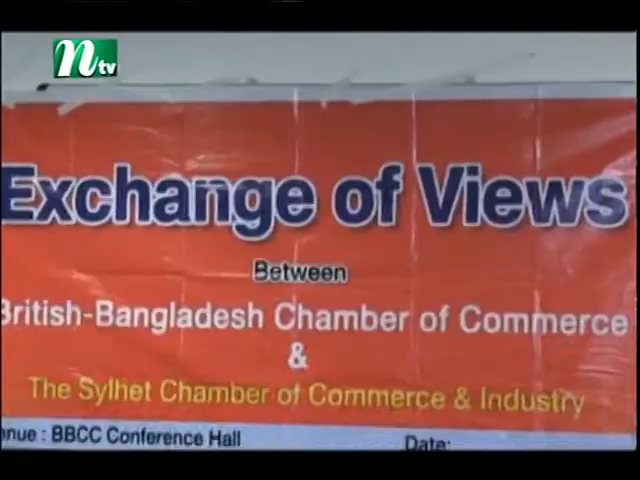 ntv
Exchange of Views
Between
British-Bangladesh Chamber of Commerce
&
The Sylhet Chamber of Commerce & Industry
enue : BBCC Conference Hall
Date: